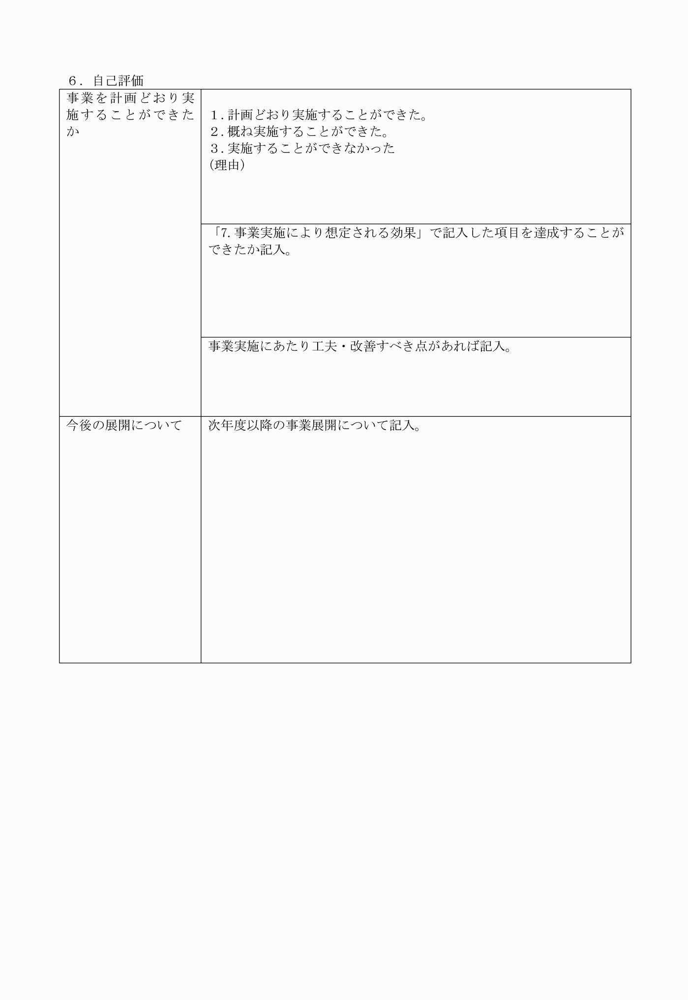 ６．自己評価
事業を計画どおり実
施することができた
か
１.計画どおり実施することができた。
２.概ね実施することができた。
３.実施することができなかった
(理由)
「7.事業実施により想定される効果」で記入した項目を達成することが
できたか記入。
事業実施にあたり工夫・改善すべき点があれば記入。
今後の展開について
次年度以降の事業展開について記入。